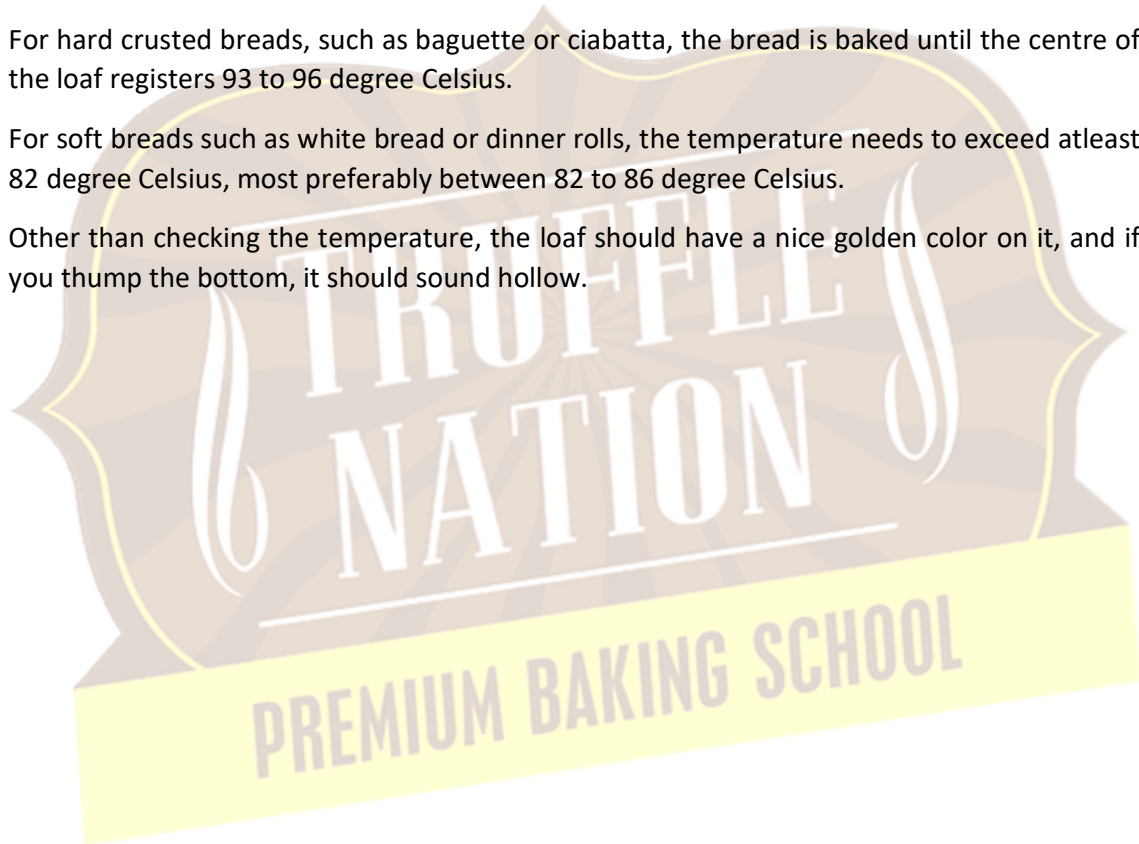 For hard crusted breads, such as baguette or ciabatta, the bread is baked until the centre of
the loaf registers 93 to 96 degree Celsius.
For soft breads such as white bread or dinner rolls, the temperature needs to exceed atleast
82 degree Celsius, most preferably between 82 to 86 degree Celsius.
Other than checking the temperature, the loaf should have a nice golden color on it, and if
you thump the bottom, it should sound hollow.
TRUFFLE
NATION
PREMIUM BAKING SCHOOL